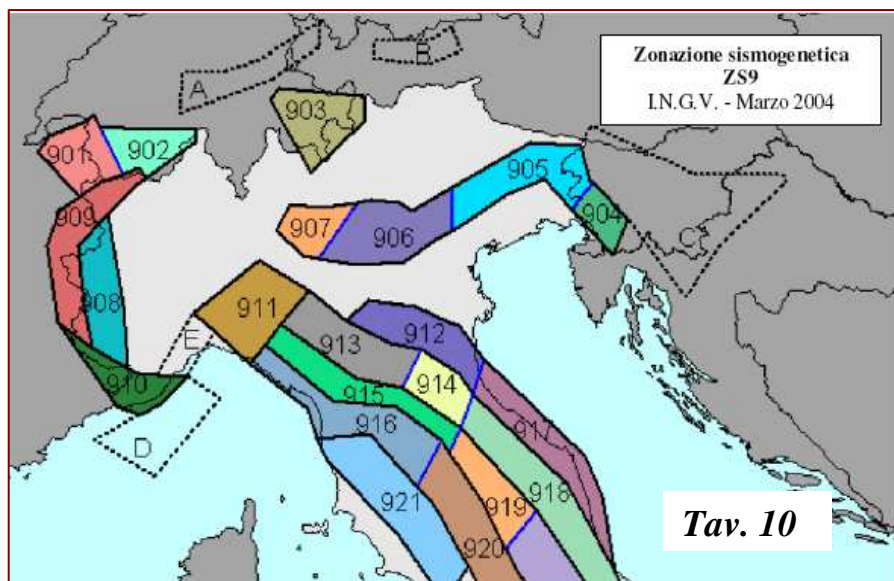 Zonazione sismogenetica
ZS9
I.N.G.V. - Marzo 2004
A
B
903
901
902
905
909
904
907
906
C
908
911
912
E
913
910
914
915
916
917
D
918
921
919
920
Tav. 10